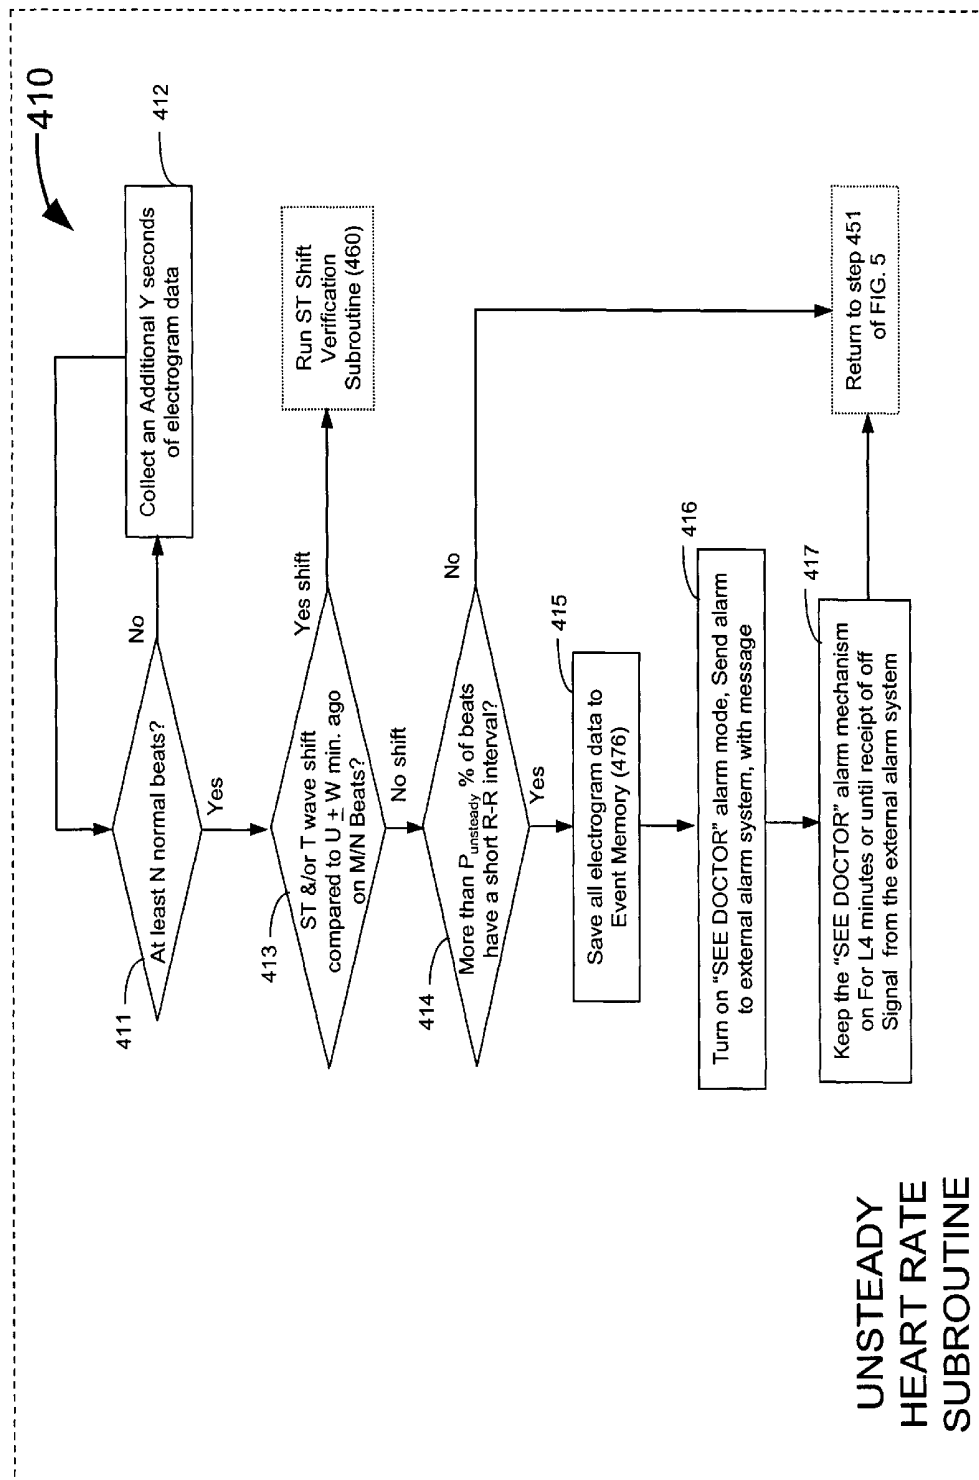 410
412
Collect an Additional Y seconds
of electrogram data
No
At least N normal beats?
411
Yes
Run ST Shift
Verification
Subroutine (460)
Yes shift
ST &/or T wave shift
compared to U ± W min. ago
on M/N Beats?
413
No shift
No
More than Punsteady % of beats
have a short R-R interval?
414
Yes
415
Save all electrogram data to
Event Memory (476)
416
Turn on "SEE DOCTOR" alarm mode, Send alarm
to external alarm system, with message
Return to step 451
of FIG. 5
417
Keep the "SEE DOCTOR" alarm mechanism
on For L4 minutes or until receipt of off
Signal from the external alarm system
UNSTEADY
HEART RATE
SUBROUTINE